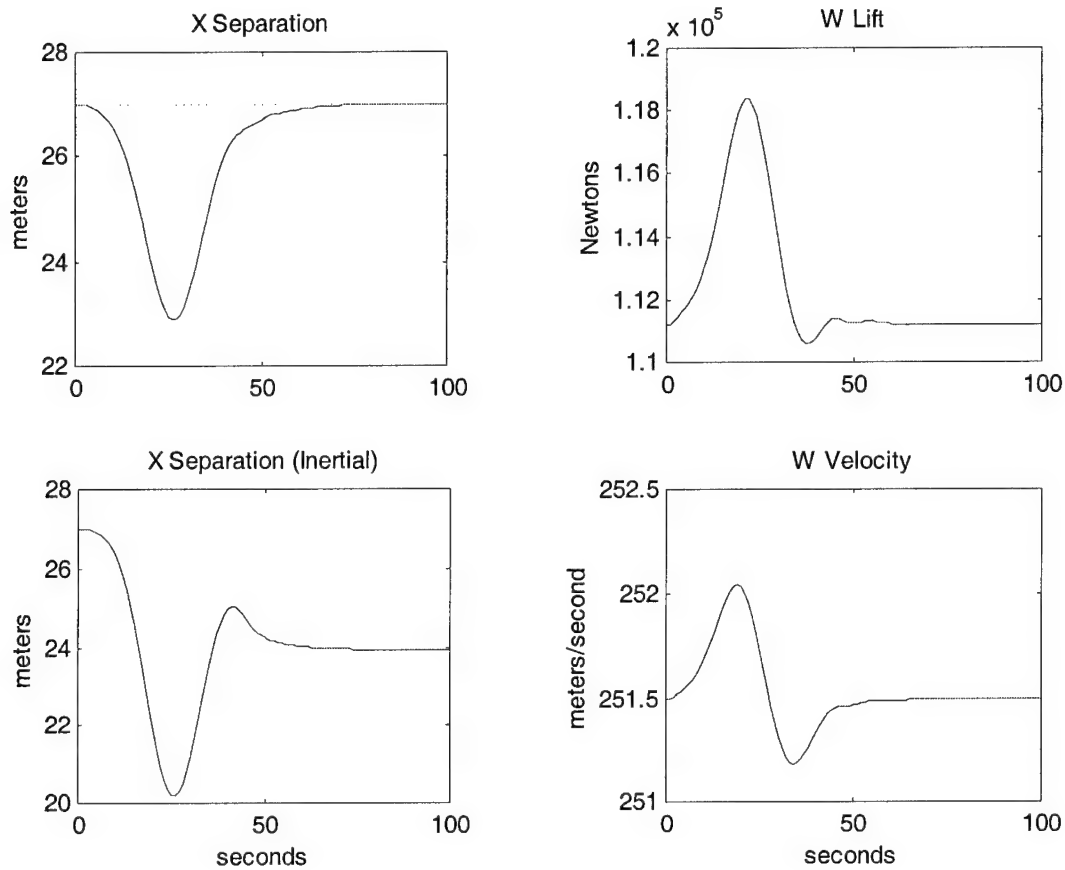 X Separation
28
26
24
22
meters
0
50
100
W Lift
x 10^5
1.2
1.18
1.16
1.14
1.12
1.1
Newtons
0
50
100
X Separation (Inertial)
28
26
24
22
20
meters
0
50
100
seconds
W Velocity
252.5
252
251.5
251
meters/second
0
50
100
seconds